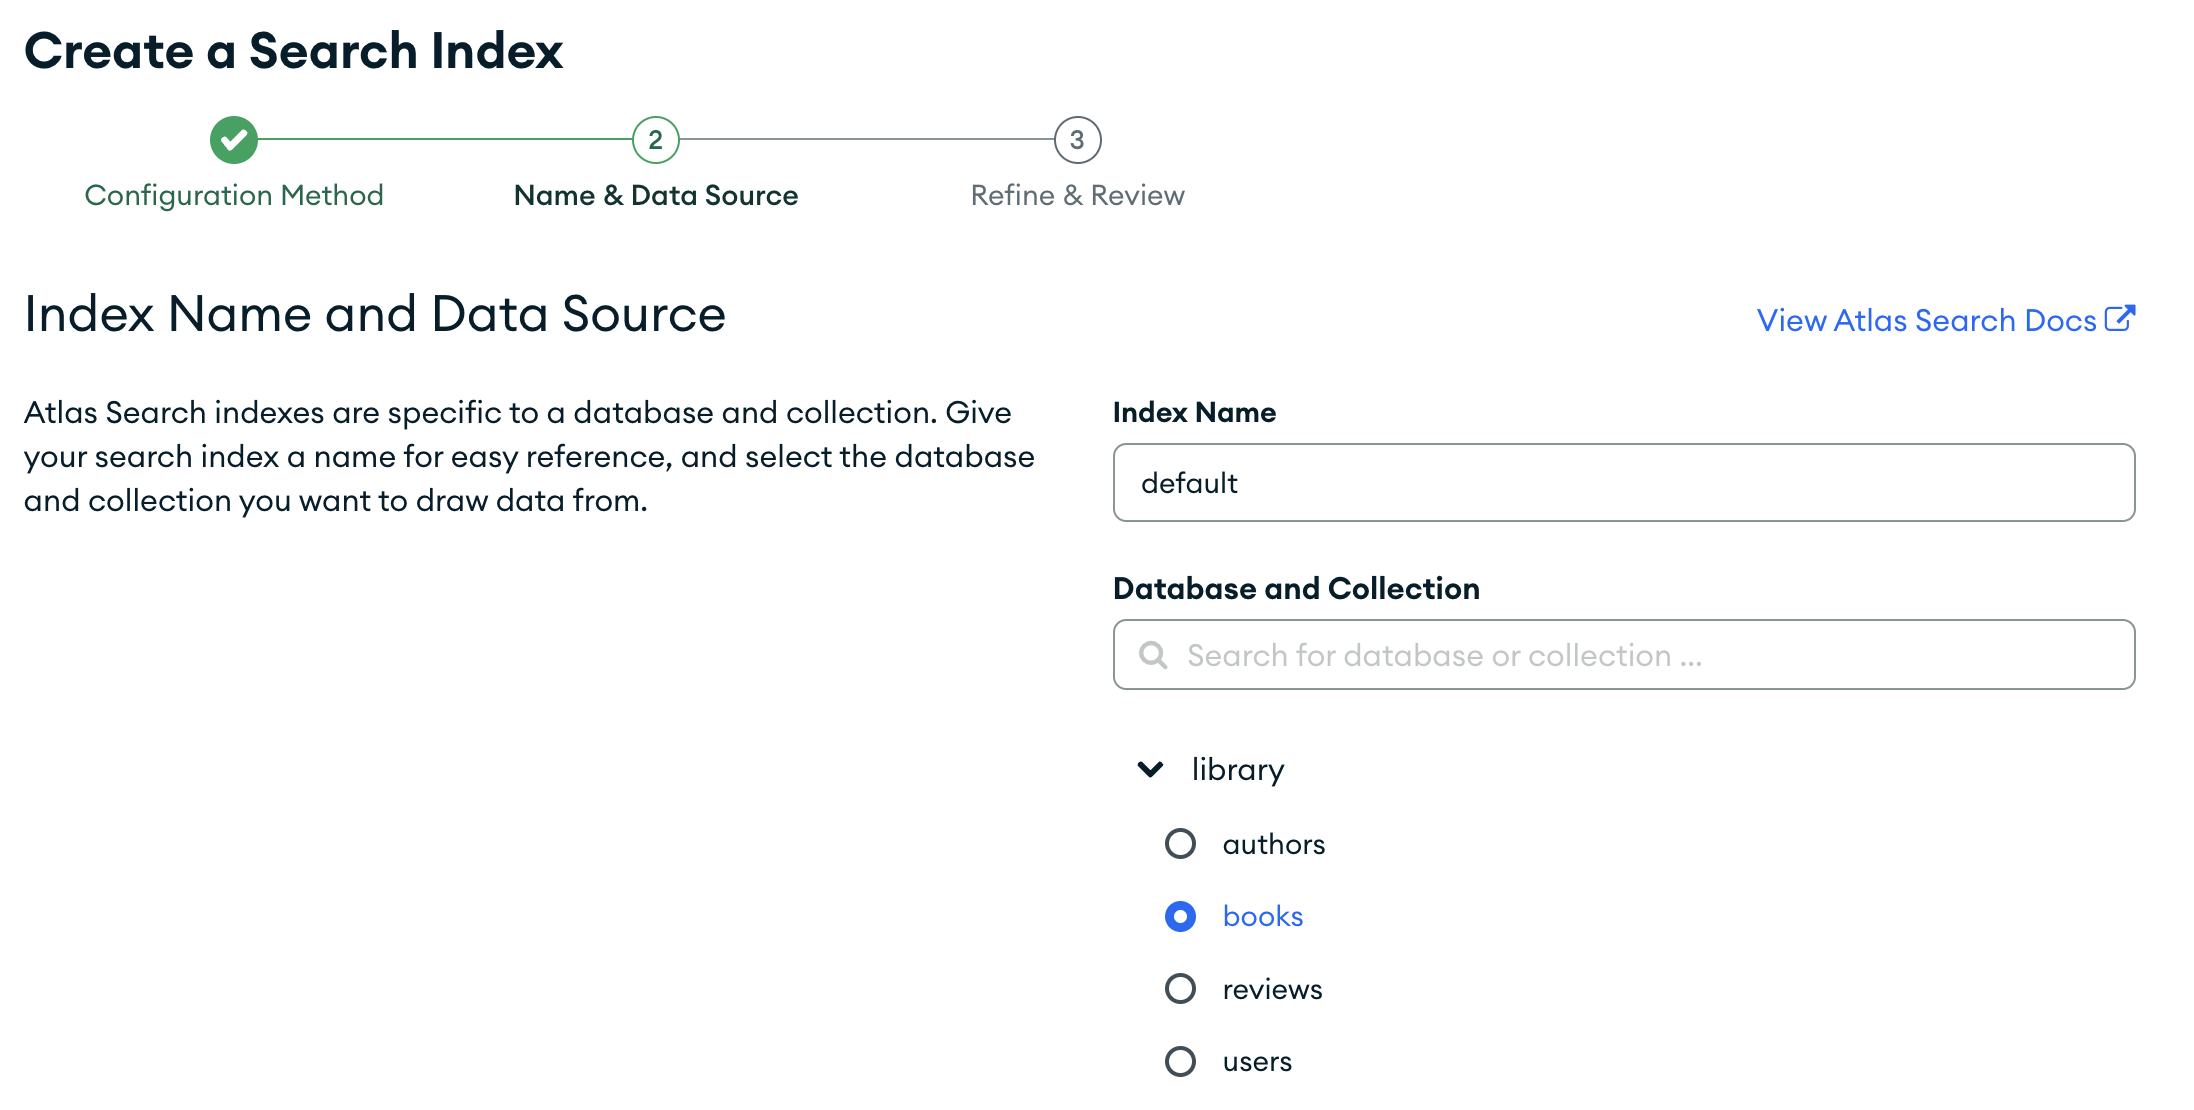 Create a Search Index
2
3
Configuration Method
Name & Data Source
Refine & Review
Index Name and Data Source
View Atlas Search Docs
Atlas Search indexes are specific to a database and collection. Give
your search index a name for easy reference, and select the database
and collection you want to draw data from.
Index Name
default
Database and Collection
Search for database or collection ...
library
authors
books
reviews
users